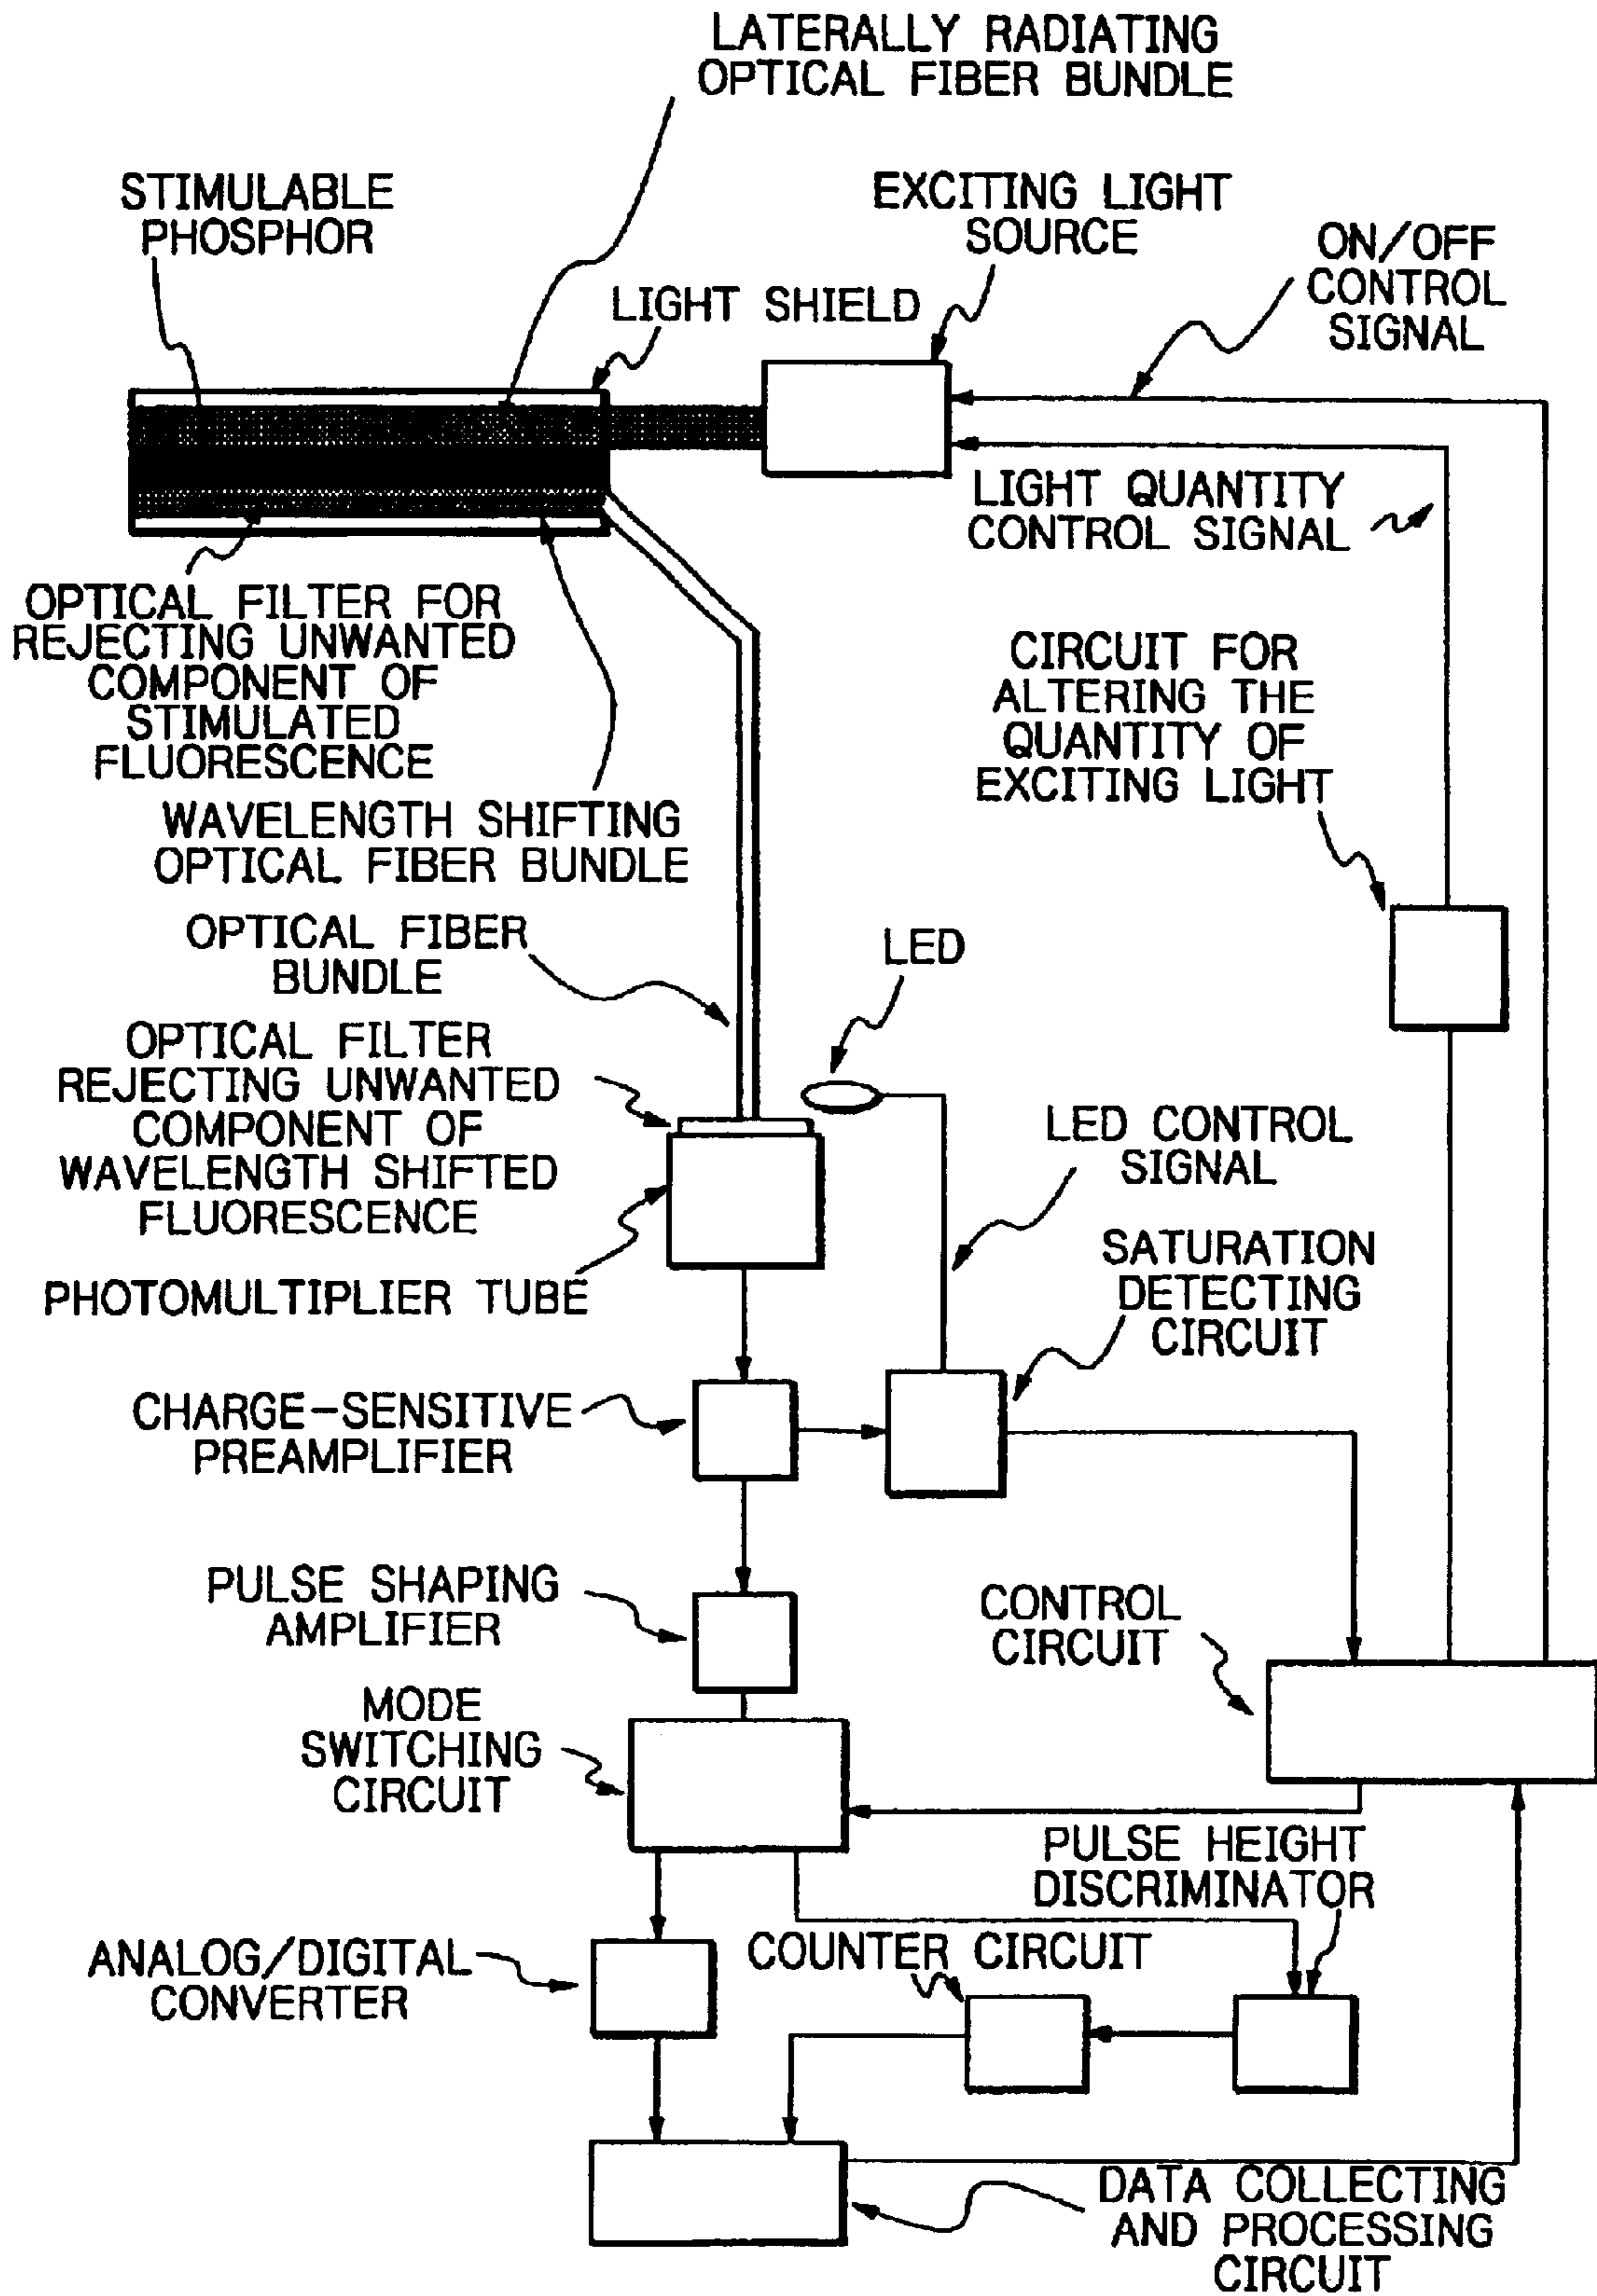 LATERALLY RADIATING
OPTICAL FIBER BUNDLE
STIMULABLE
PHOSPHOR
EXCITING LIGHT
SOURCE
ON/OFF
CONTROL
SIGNAL
LIGHT SHIELD
LIGHT QUANTITY
CONTROL SIGNAL
OPTICAL FILTER FOR
REJECTING UNWANTED
COMPONENT OF
STIMULATED
FLUORESCENCE
CIRCUIT FOR
ALTERING THE
QUANTITY OF
EXCITING LIGHT
WAVELENGTH SHIFTING
OPTICAL FIBER BUNDLE
OPTICAL FIBER
BUNDLE
LED
OPTICAL FILTER
REJECTING UNWANTED
COMPONENT OF
WAVELENGTH SHIFTED
FLUORESCENCE
LED CONTROL
SIGNAL
PHOTOMULTIPLIER TUBE
SATURATION
DETECTING
CIRCUIT
CHARGE-SENSITIVE
PREAMPLIFIER
PULSE SHAPING
AMPLIFIER
CONTROL
CIRCUIT
MODE
SWITCHING
CIRCUIT
PULSE HEIGHT
DISCRIMINATOR
ANALOG/DIGITAL
CONVERTER
COUNTER CIRCUIT
DATA COLLECTING
AND PROCESSING
CIRCUIT